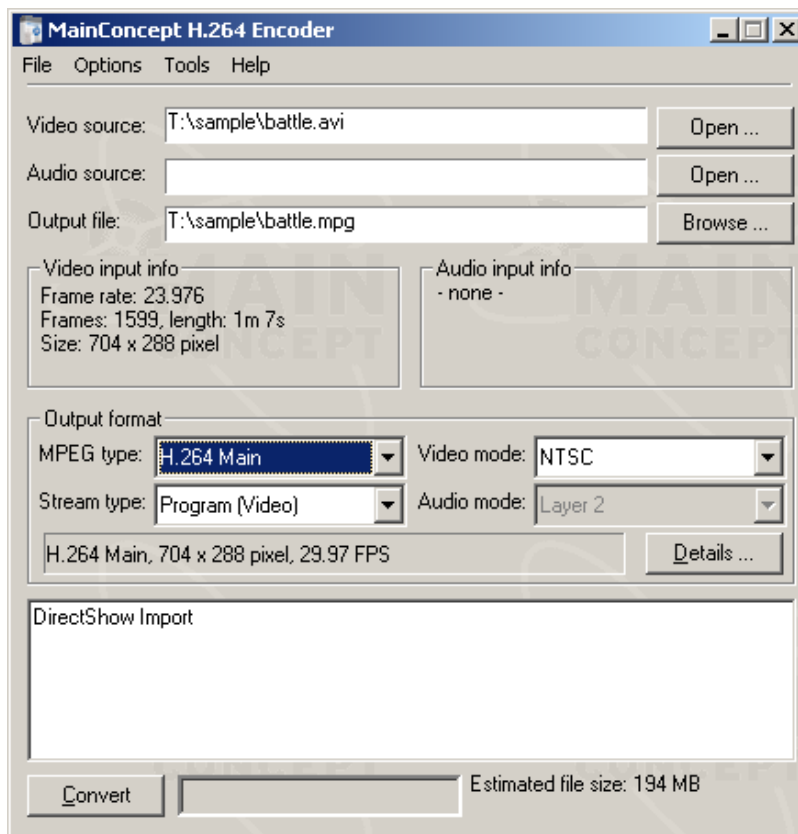 MainConcept H.264 Encoder
File Options Tools Help
Video source: T:\sample\battle.avi Open ...
Audio source: Open ...
Output file: T:\sample\battle.mpg Browse ...
Video input info
Frame rate: 23.976
Frames: 1599, length: 1m 7s
Size: 704 x 288 pixel
Audio input info
- none -
MAIN
CONCEPT
MAIN
CONCEPT
Output format
MPEG type: H.264 Main Video mode: NTSC
Stream type: Program (Video) Audio mode: Layer 2
H.264 Main, 704 x 288 pixel, 29.97 FPS Details ...
DirectShow Import
Convert Estimated file size: 194 MB